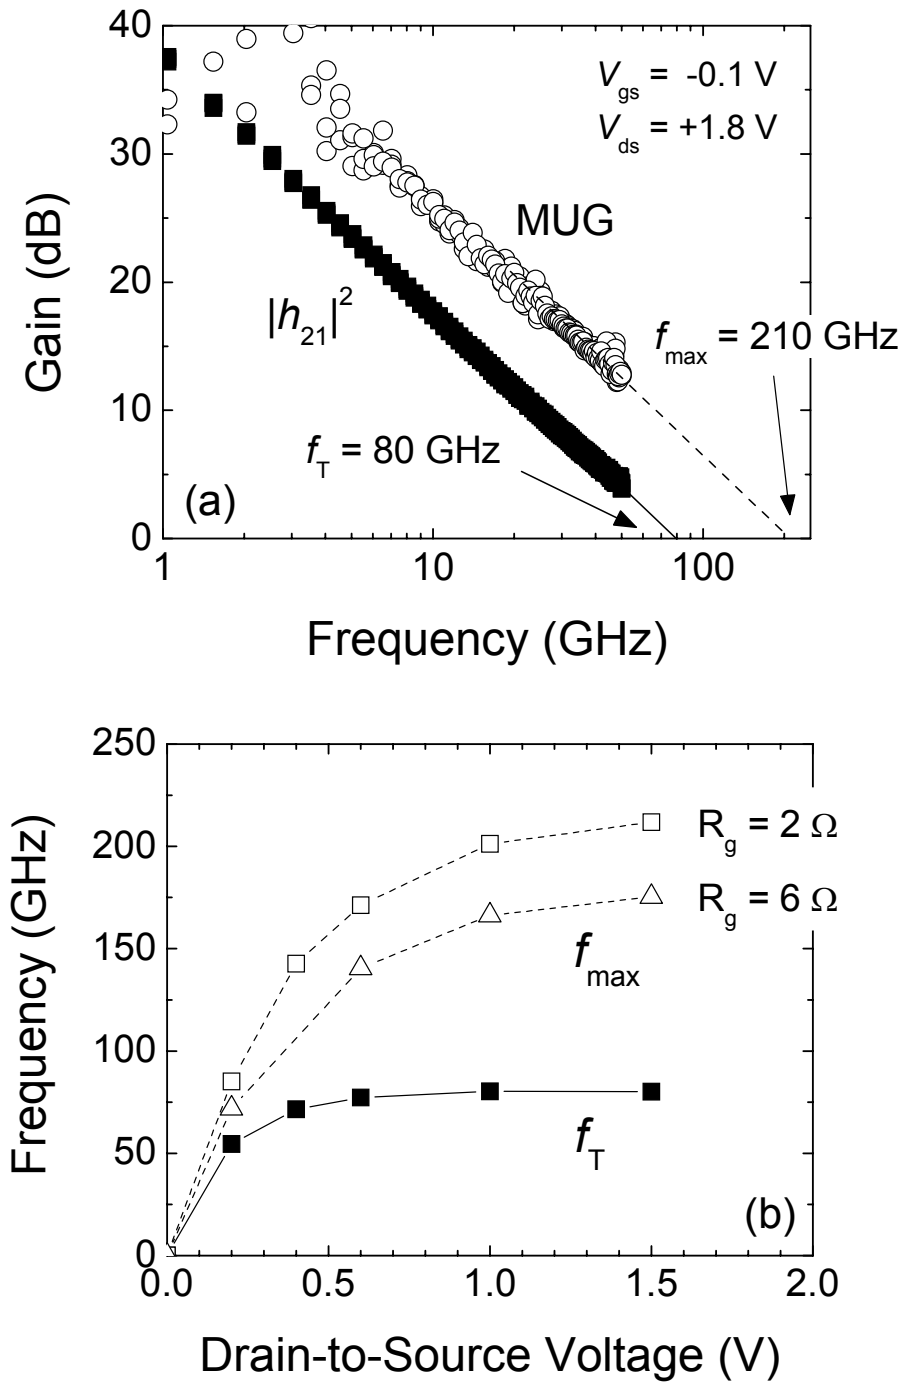 40
30
20
10
0
Gain (dB)
V_gs = -0.1 V
V_ds = +1.8 V
MUG
|h_21|^2
f_max = 210 GHz
f_T = 80 GHz
(a)
1 10 100
Frequency (GHz)
250
200
150
100
50
0
Frequency (GHz)
R_g = 2 Ω
R_g = 6 Ω
f_max
f_T
(b)
0.0 0.5 1.0 1.5 2.0
Drain-to-Source Voltage (V)